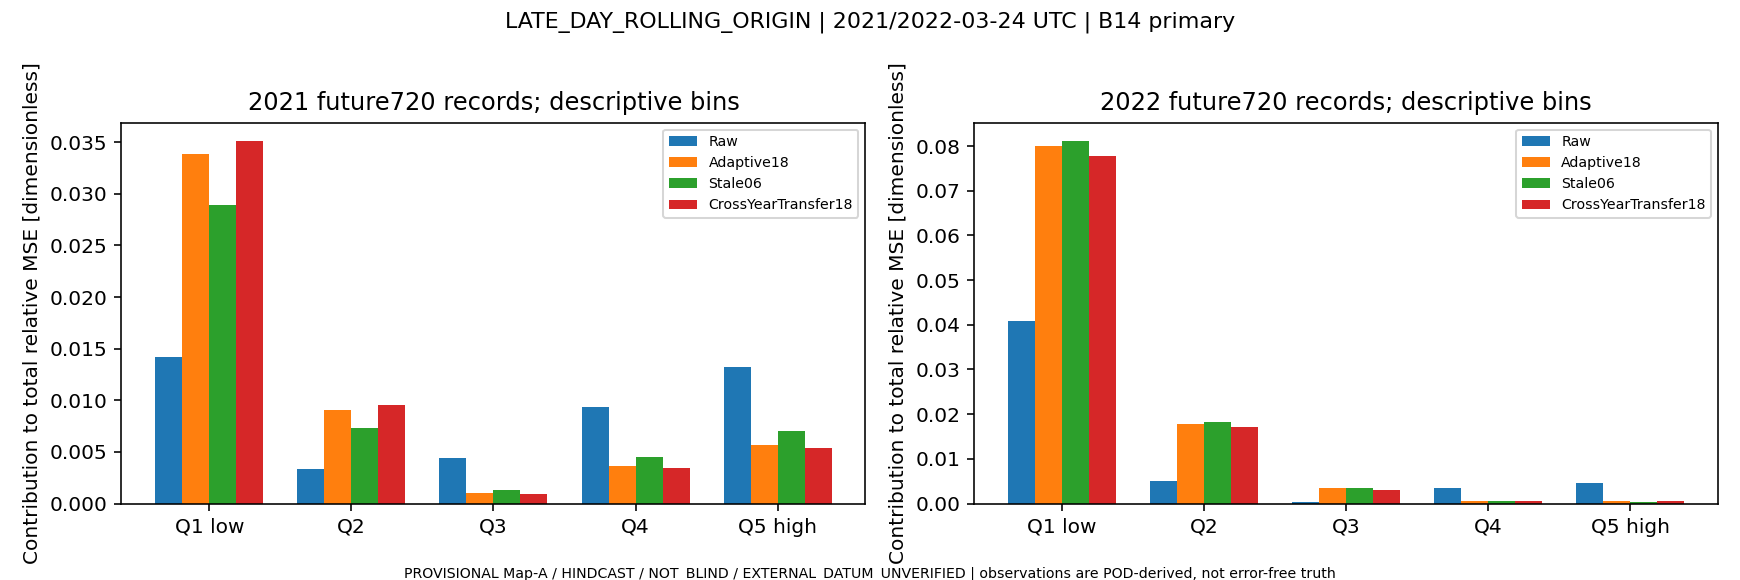 LATE_DAY_ROLLING_ORIGIN | 2021/2022-03-24 UTC | B14 primary
2021 future720 records; descriptive bins
Contribution to total relative MSE [dimensionless]
0.035
0.030
0.025
0.020
0.015
0.010
0.005
0.000
Raw
Adaptive18
Stale06
CrossYearTransfer18
Q1 low
Q2
Q3
Q4
Q5 high
2022 future720 records; descriptive bins
Contribution to total relative MSE [dimensionless]
0.08
0.07
0.06
0.05
0.04
0.03
0.02
0.01
0.00
Raw
Adaptive18
Stale06
CrossYearTransfer18
Q1 low
Q2
Q3
Q4
Q5 high
PROVISIONAL Map-A / HINDCAST / NOT_BLIND / EXTERNAL_DATUM_UNVERIFIED | observations are POD-derived, not error-free truth